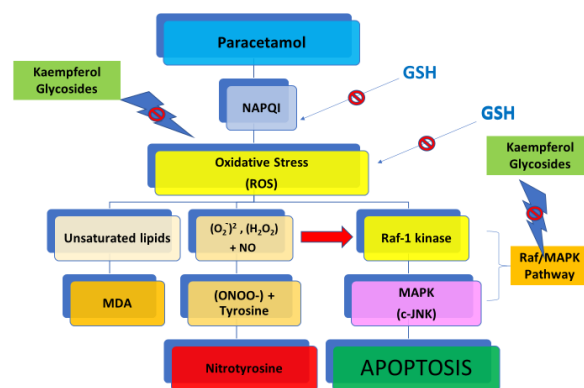 Paracetamol
Kaempferol
Glycosides
GSH
NAPQI
GSH
Oxidative Stress
(ROS)
Kaempferol
Glycosides
Unsaturated lipids
(O₂⁻)² , (H₂O₂)
+ NO
Raf-1 kinase
Raf/MAPK
Pathway
MDA
(ONOO-) +
Tyrosine
MAPK
(c-JNK)
Nitrotyrosine
APOPTOSIS